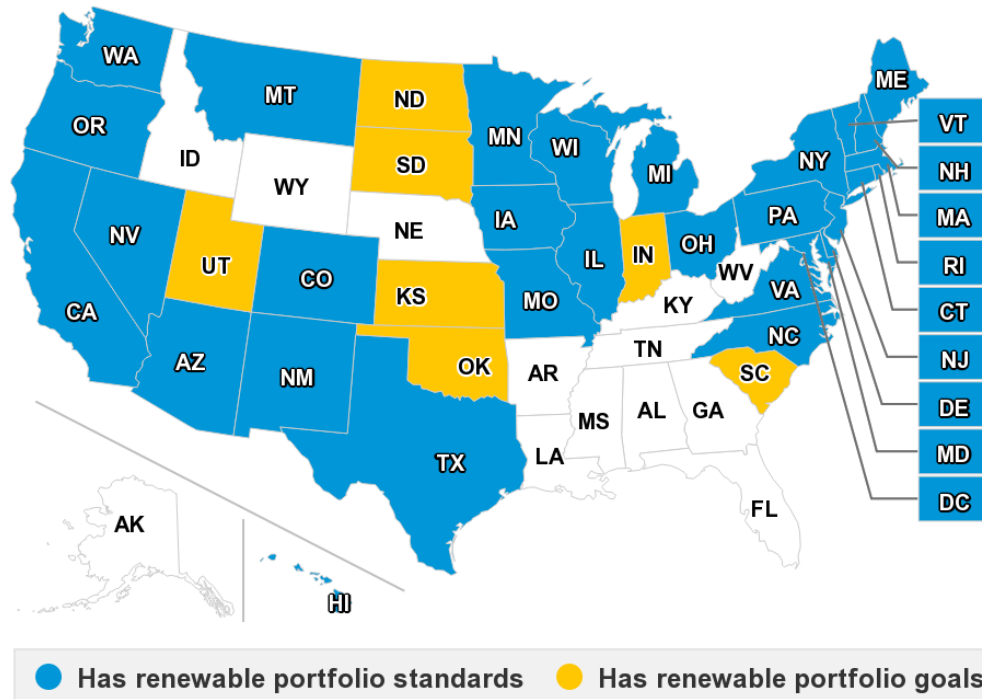 WA
MT
ND
MN
ME
VT
OR
ID
WY
SD
WI
MI
NY
NH
MA
NV
UT
CO
NE
IA
IL
IN
OH
PA
RI
CA
KS
MO
KY
WV
VA
CT
AZ
NM
OK
AR
TN
NC
SC
NJ
DE
TX
LA
MS
AL
GA
MD
DC
AK
HI
FL
Has renewable portfolio standards
Has renewable portfolio goals